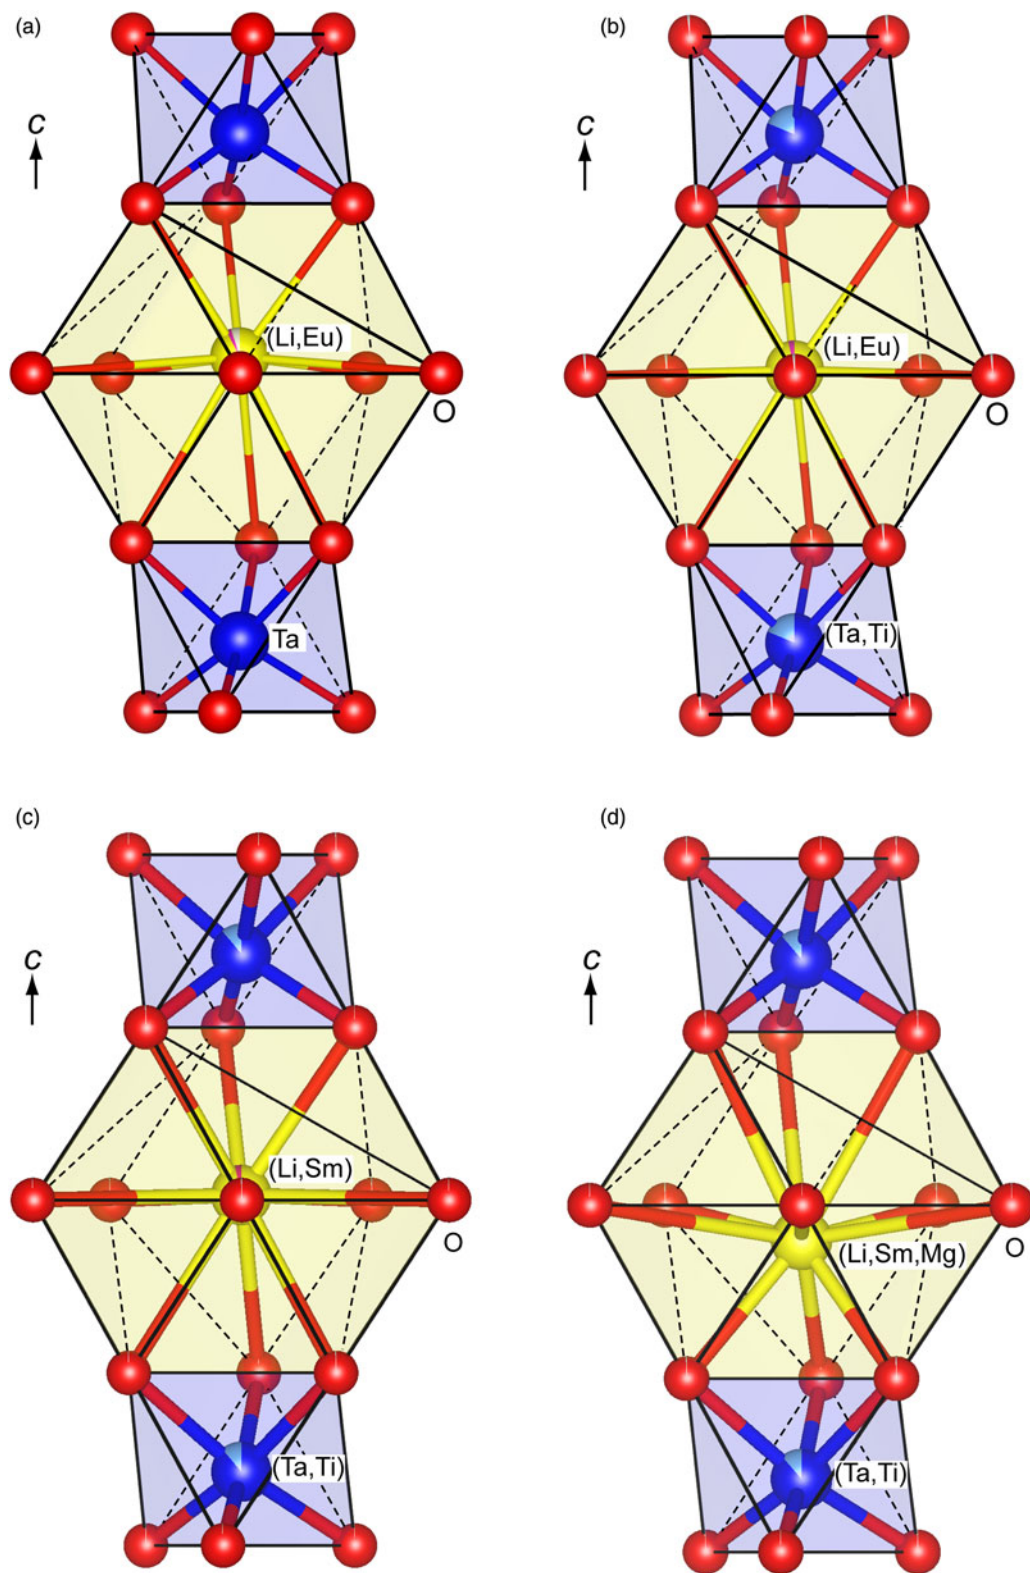 (a)
(b)
c
c
(Li,Eu)
(Li,Eu)
O
O
Ta
(Ta,Ti)
(c)
(d)
c
c
(Li,Sm)
(Li,Sm,Mg)
O
O
(Ta,Ti)
(Ta,Ti)